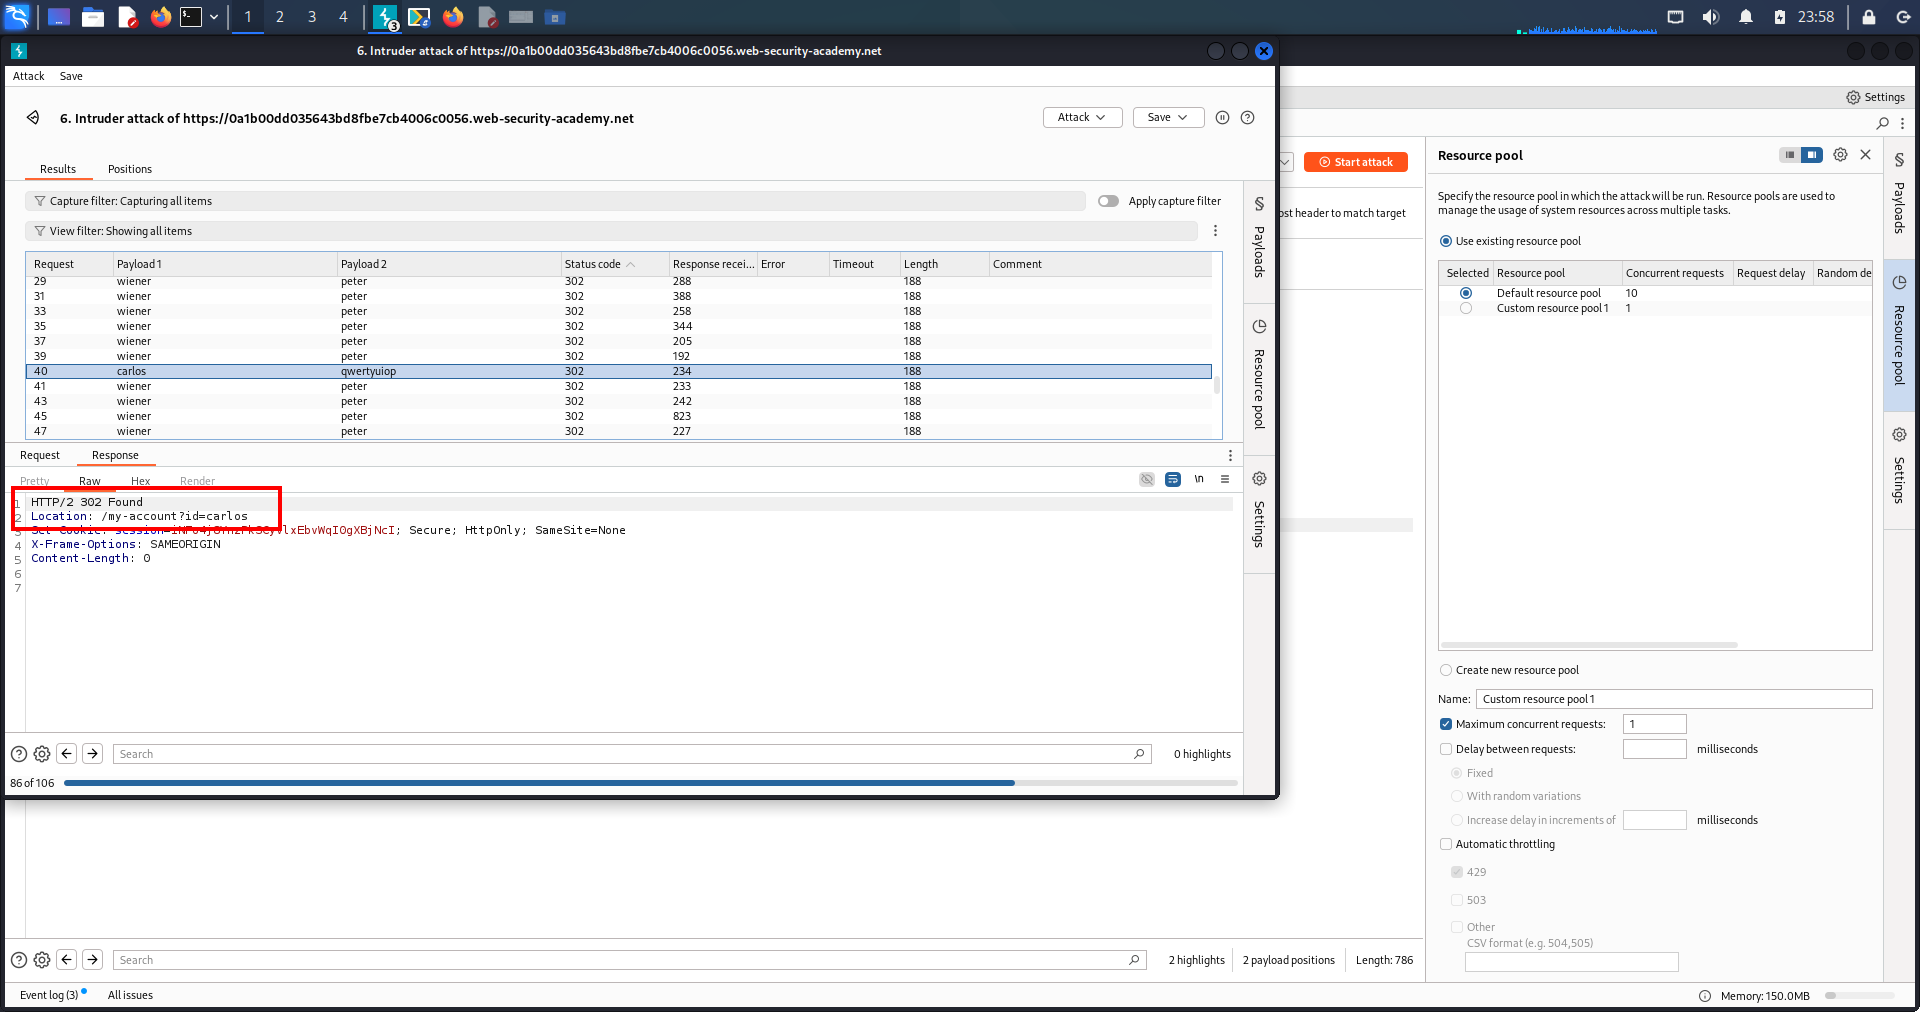 1 2 3 4 3 23:58
6. Intruder attack of https://0a1b00dd035643bd8fbe7cb4006c0056.web-security-academy.net
Attack Save
Settings
6. Intruder attack of https://0a1b00dd035643bd8fbe7cb4006c0056.web-security-academy.net
Attack Save
Start attack
Results Positions
Capture filter: Capturing all items Apply capture filter
View filter: Showing all items
ost header to match target
Request Payload 1 Payload 2 Status code Response recei... Error Timeout Length Comment
29 wiener peter 302 288 188
31 wiener peter 302 388 188
33 wiener peter 302 258 188
35 wiener peter 302 344 188
37 wiener peter 302 205 188
39 wiener peter 302 192 188
40 carlos qwertyuiop 302 234 188
41 wiener peter 302 233 188
43 wiener peter 302 242 188
45 wiener peter 302 823 188
47 wiener peter 302 227 188
Payloads
Resource pool
Settings
Request Response
Pretty Raw Hex Render \n
1 HTTP/2 302 Found
2 Location: /my-account?id=carlos
3 Secure; HttpOnly; SameSite=None
4 X-Frame-Options: SAMEORIGIN
5 Content-Length: 0
6
7
Search 0 highlights
86 of 106
Resource pool
Specify the resource pool in which the attack will be run. Resource pools are used to
manage the usage of system resources across multiple tasks.
Use existing resource pool
Selected Resource pool Concurrent requests Request delay Random de
Default resource pool 10
Custom resource pool 1 1
Create new resource pool
Name: Custom resource pool 1
Maximum concurrent requests: 1
Delay between requests: milliseconds
Fixed
With random variations
Increase delay in increments of milliseconds
Automatic throttling
429
503
Other
CSV format (e.g. 504,505)
Payloads
Resource pool
Settings
Search 2 highlights 2 payload positions Length: 786
Event log (3) All issues Memory: 150.0MB